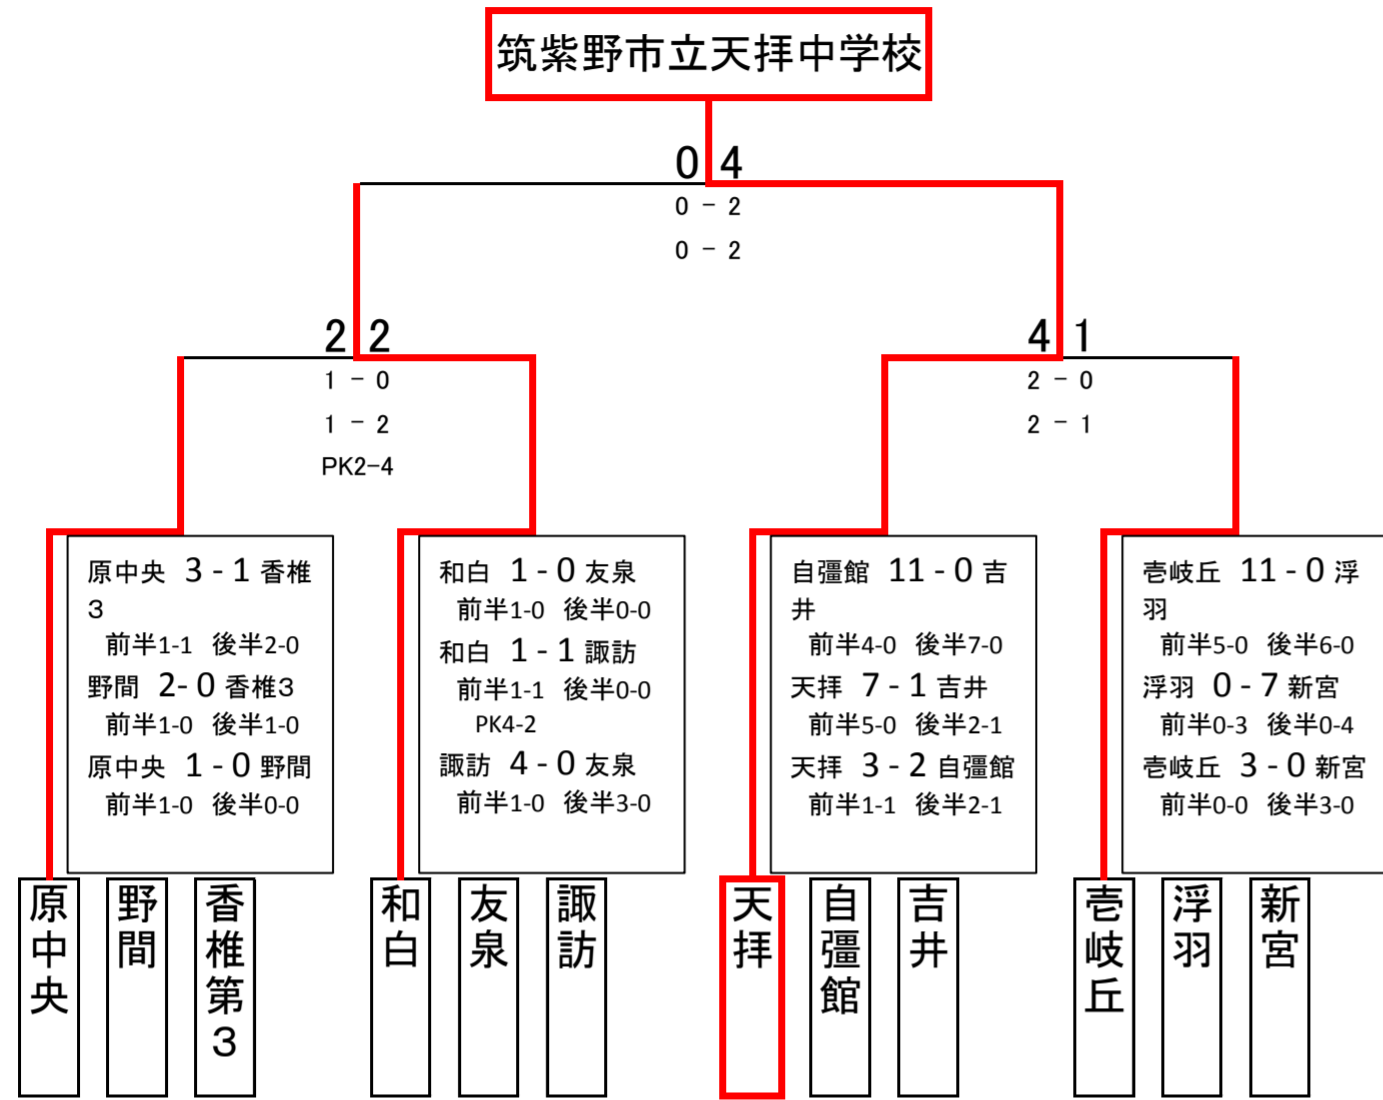 筑紫野市立天拝中学校
0 4
0 － 2
0 － 2
2 2
1 － 0
1 － 2
PK2−4
4 1
2 － 0
2 － 1
原中央 3 - 1 香椎
3
前半1-1 後半2-0
野間 2- 0 香椎3
前半1-0 後半1-0
原中央 1 - 0 野間
前半1-0 後半0-0
和白 1 - 0 友泉
前半1-0 後半0-0
和白 1 - 1 諏訪
前半1-1 後半0-0
PK4-2
諏訪 4 - 0 友泉
前半1-0 後半3-0
自彊館 11 - 0 吉
井
前半4-0 後半7-0
天拝 7 - 1 吉井
前半5-0 後半2-1
天拝 3 - 2 自彊館
前半1-1 後半2-1
壱岐丘 11 - 0 浮
羽
前半5-0 後半6-0
浮羽 0 - 7 新宮
前半0-3 後半0-4
壱岐丘 3 - 0 新宮
前半0-0 後半3-0
原中央
野間
香椎第３
和白
友泉
諏訪
天拝
自彊館
吉井
壱岐丘
浮羽
新宮